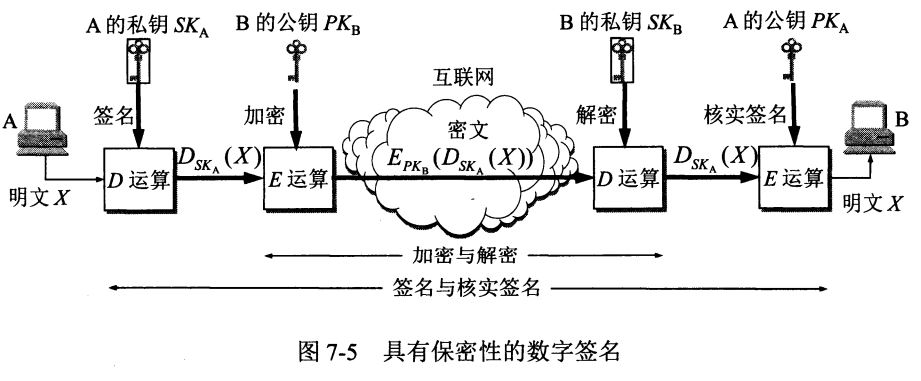 A 的私钥 SK_A
B 的公钥 PK_B
B 的私钥 SK_B
A 的公钥 PK_A
互联网
A
签名
加密
密文
解密
核实签名
B
明文 X
D 运算
D_{SK_A}(X)
E 运算
E_{PK_B}(D_{SK_A}(X))
D 运算
D_{SK_A}(X)
E 运算
明文 X
加密与解密
签名与核实签名
图 7-5 具有保密性的数字签名